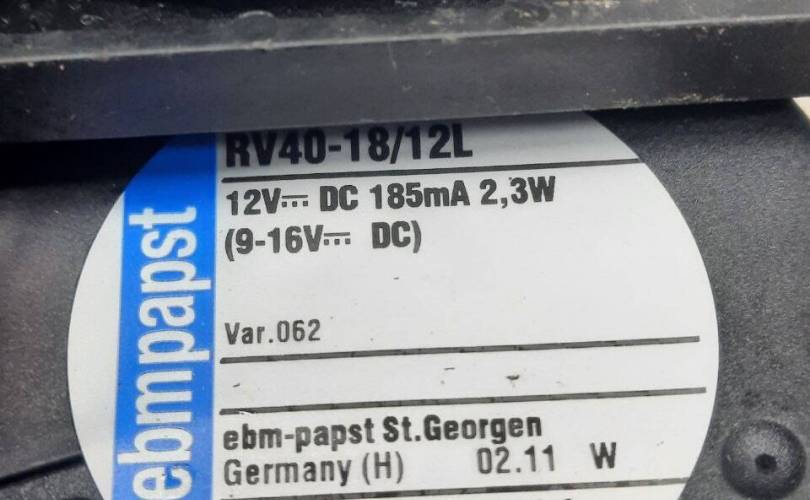 RV40-18/12L
12V⎓ DC 185mA 2,3W
(9-16V⎓ DC)
Var.062
ebm-papst St.Georgen
Germany (H) 02.11 W
ebmpapst